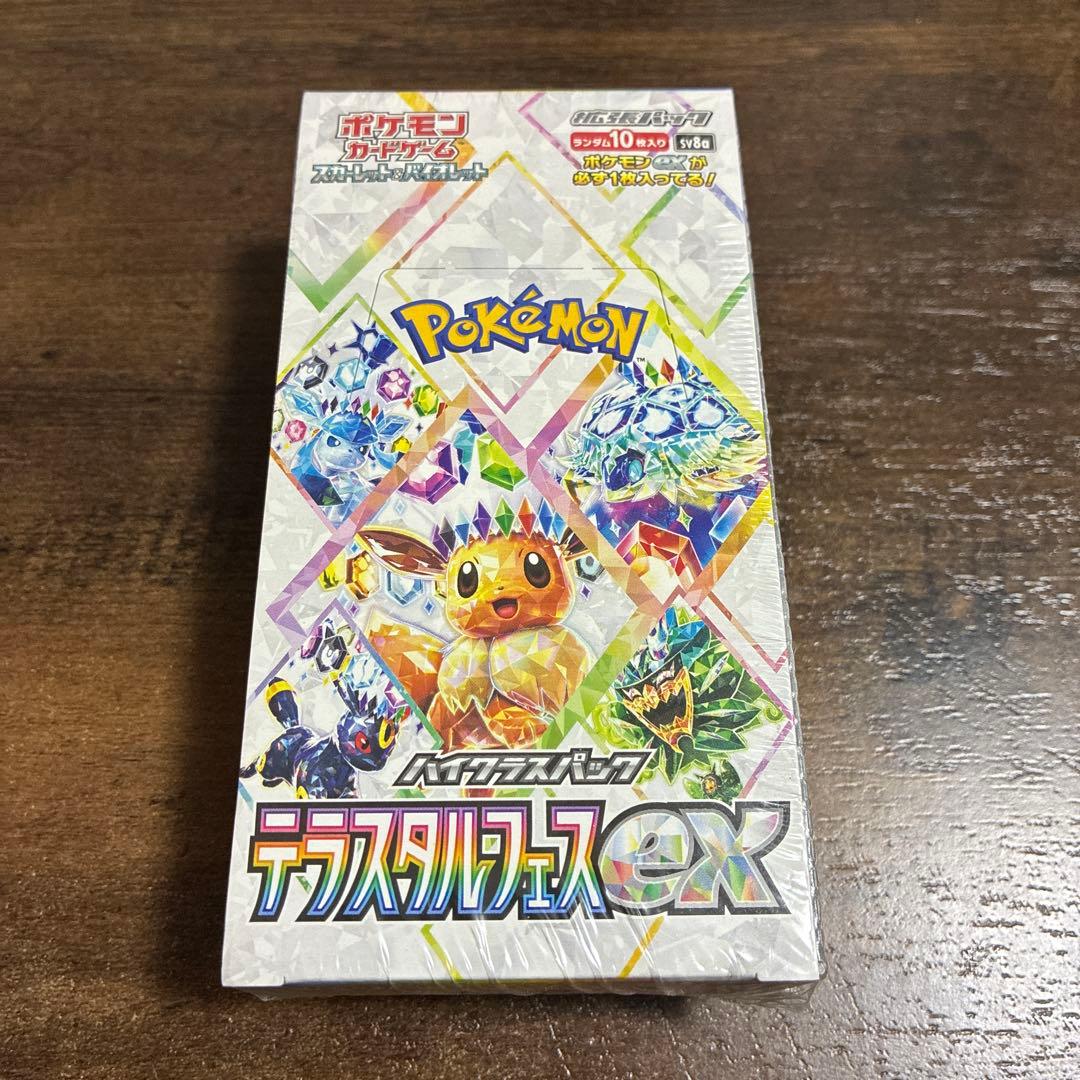 ポケモン
カードゲーム
スカーレット&バイオレット
拡張パック
ランダム10枚入り sv8a
ポケモンexが
必ず1枚入ってる!
POKéMON
TM
ハイクラスパック
テラスタルフェスex